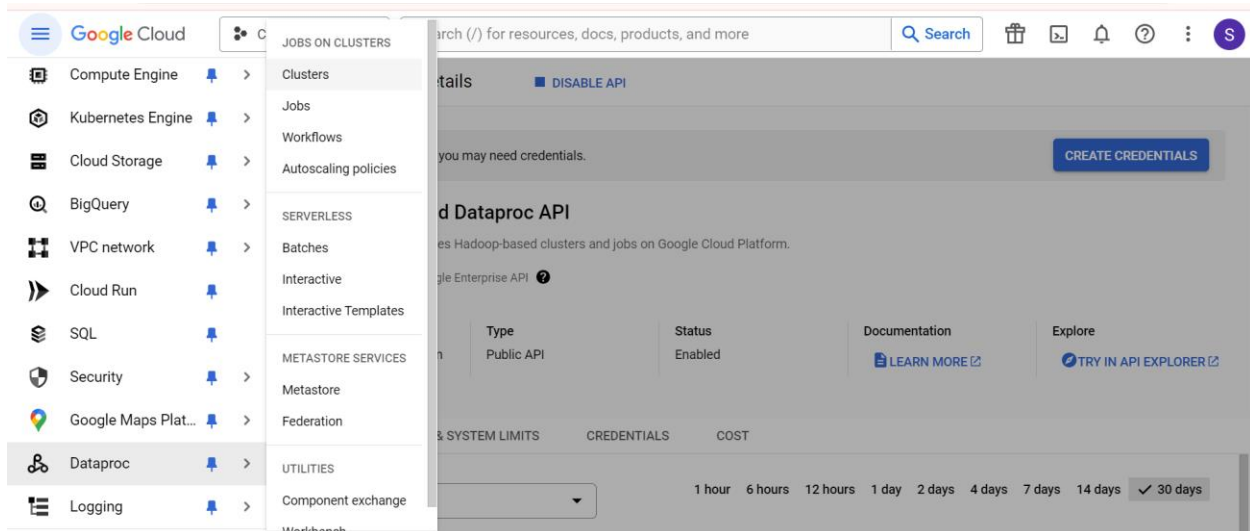 Google Cloud
C
arch (/) for resources, docs, products, and more
Search
S
Compute Engine
Kubernetes Engine
Cloud Storage
BigQuery
VPC network
Cloud Run
SQL
Security
Google Maps Plat...
Dataproc
Logging
JOBS ON CLUSTERS
Clusters
Jobs
Workflows
Autoscaling policies
SERVERLESS
Batches
Interactive
Interactive Templates
METASTORE SERVICES
Metastore
Federation
UTILITIES
Component exchange
Workbench
etails
DISABLE API
you may need credentials.
CREATE CREDENTIALS
d Dataproc API
es Hadoop-based clusters and jobs on Google Cloud Platform.
gle Enterprise API
Type
Status
Documentation
Explore
n
Public API
Enabled
LEARN MORE
TRY IN API EXPLORER
& SYSTEM LIMITS
CREDENTIALS
COST
1 hour 6 hours 12 hours 1 day 2 days 4 days 7 days 14 days 30 days